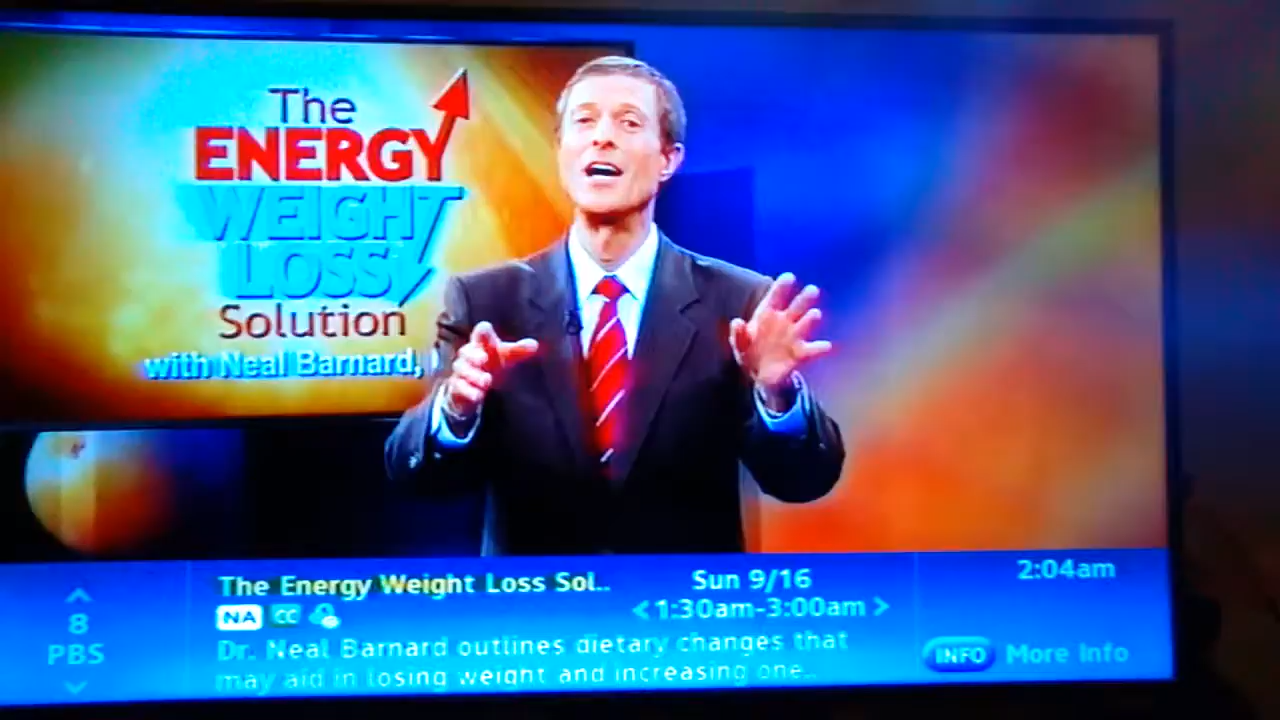 The
ENERGY
WEIGHT
LOSS
Solution
with Neal Barnard,
The Energy Weight Loss Sol..
Sun 9/16
2:04am
8
NA CC
<1:30am-3:00am>
PBS
Dr. Neal Barnard outlines dietary changes that
may aid in losing weight and increasing one..
INFO More Info